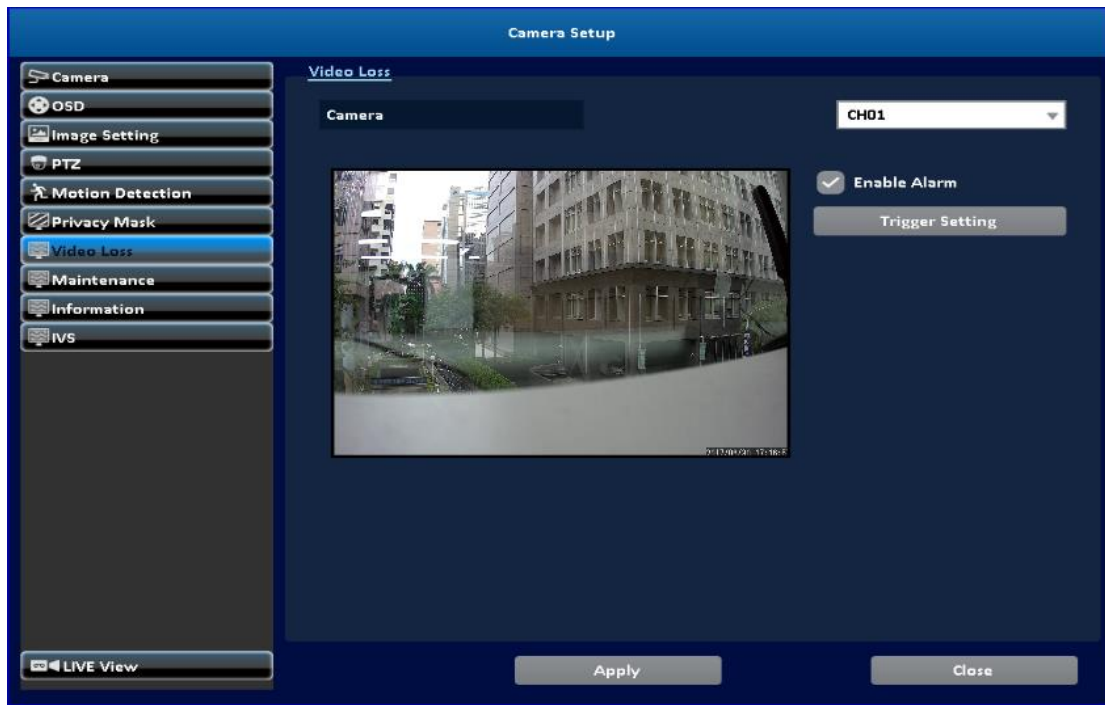 Camera Setup
Camera
OSD
Image Setting
PTZ
Motion Detection
Privacy Mask
Video Loss
Maintenance
Information
IVS
LIVE View
Video Loss
Camera
CH01
Enable Alarm
Trigger Setting
Apply
Close